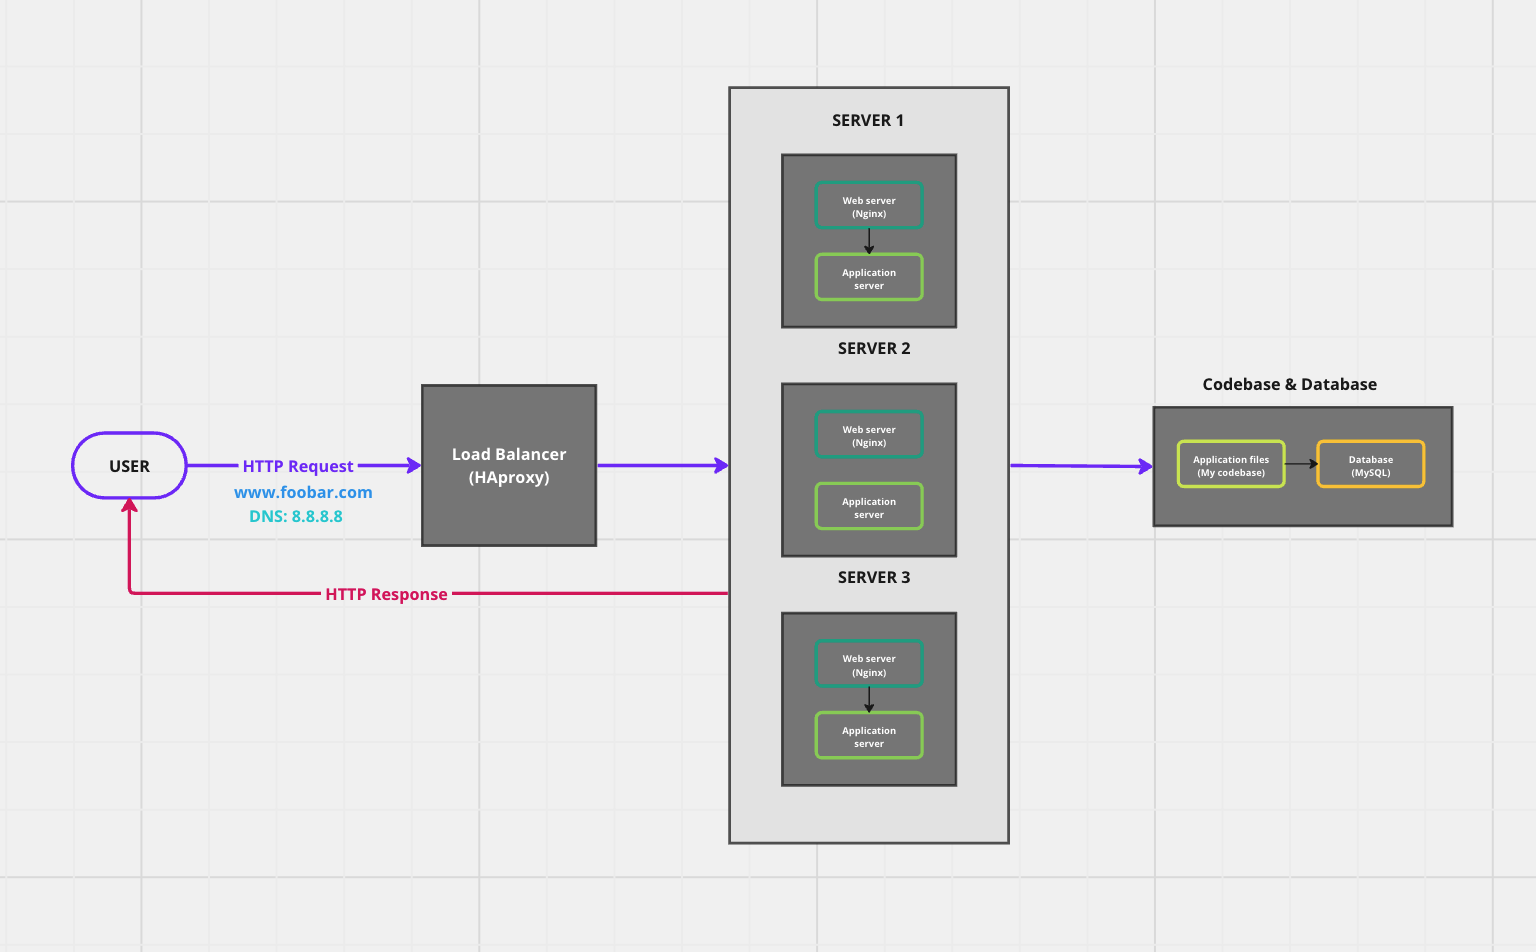 SERVER 1
Web server
(Nginx)
Application
server
SERVER 2
Web server
(Nginx)
Application
server
SERVER 3
Web server
(Nginx)
Application
server
USER
HTTP Request
www.foobar.com
DNS: 8.8.8.8
Load Balancer
(HAproxy)
HTTP Response
Codebase & Database
Application files
(My codebase)
Database
(MySQL)